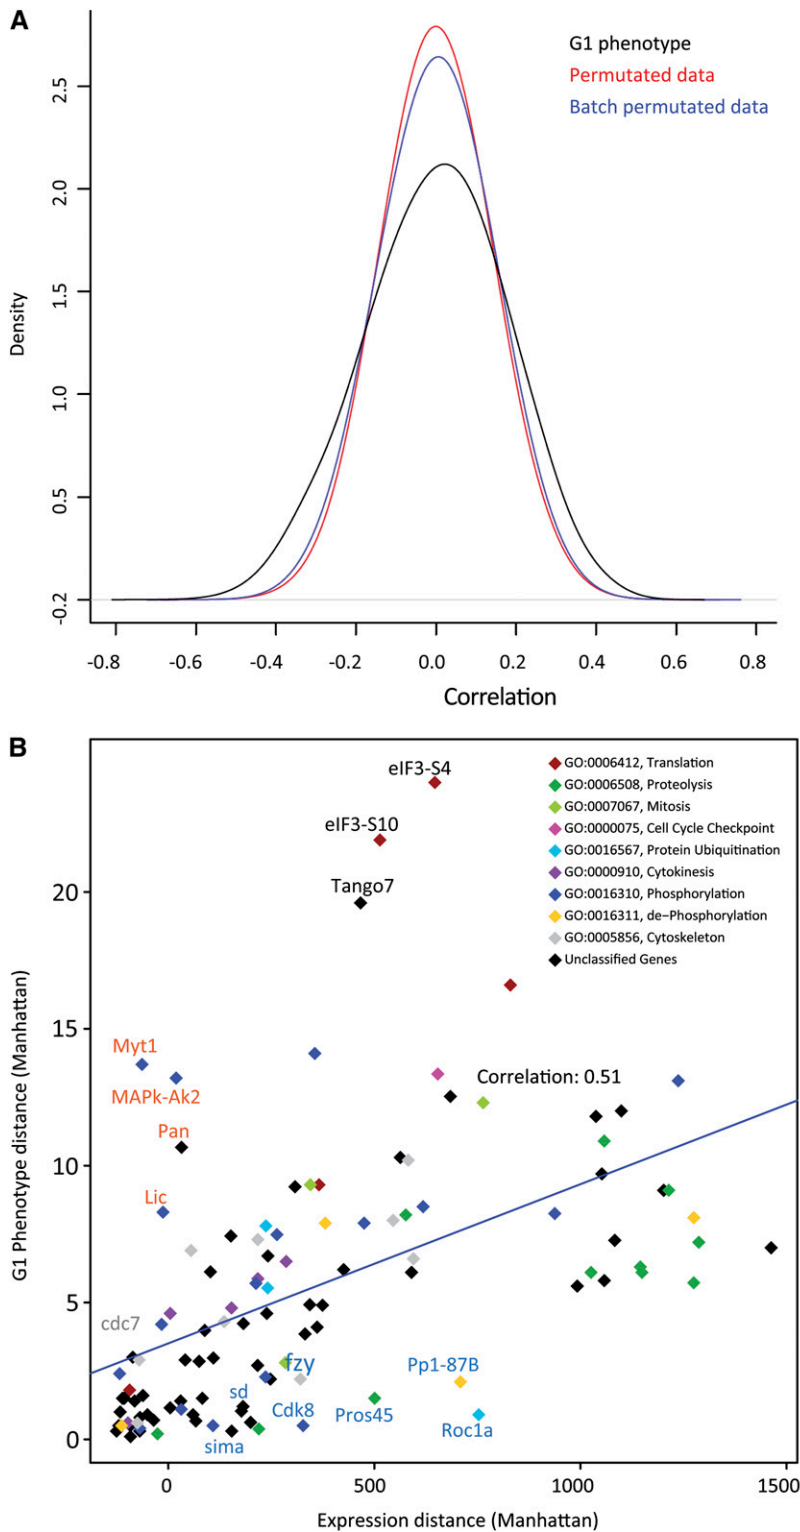 A
G1 phenotype
Permutated data
Batch permutated data
Density
2.5
2.0
1.5
1.0
0.5
-0.2
-0.8
-0.6
-0.4
-0.2
0.0
0.2
0.4
0.6
0.8
Correlation
B
G1 Phenotype distance (Manhattan)
20
15
10
5
0
eIF3-S4
eIF3-S10
Tango7
GO:0006412, Translation
GO:0006508, Proteolysis
GO:0007067, Mitosis
GO:0000075, Cell Cycle Checkpoint
GO:0016567, Protein Ubiquitination
GO:0000910, Cytokinesis
GO:0016310, Phosphorylation
GO:0016311, de-Phosphorylation
GO:0005856, Cytoskeleton
Unclassified Genes
Myt1
MAPk-Ak2
Pan
Lic
Correlation: 0.51
cdc7
fzy
Pp1-87B
sd
Cdk8
Pros45
Roc1a
sima
0
500
1000
1500
Expression distance (Manhattan)